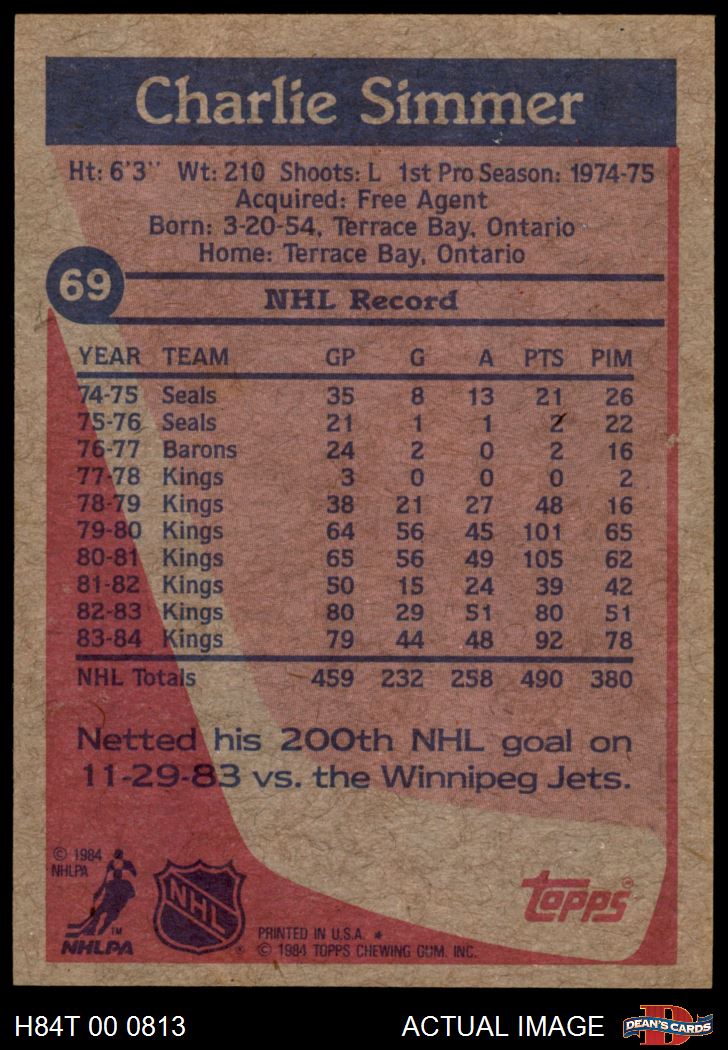 Charlie Simmer
Ht: 6'3" Wt: 210 Shoots: L 1st Pro Season: 1974-75
Acquired: Free Agent
Born: 3-20-54, Terrace Bay, Ontario
Home: Terrace Bay, Ontario
69
NHL Record
YEAR TEAM GP G A PTS PIM
74-75 Seals 35 8 13 21 26
75-76 Seals 21 1 1 2 22
76-77 Barons 24 2 0 2 16
77-78 Kings 3 0 0 0 2
78-79 Kings 38 21 27 48 16
79-80 Kings 64 56 45 101 65
80-81 Kings 65 56 49 105 62
81-82 Kings 50 15 24 39 42
82-83 Kings 80 29 51 80 51
83-84 Kings 79 44 48 92 78
NHL Totals 459 232 258 490 380
Netted his 200th NHL goal on
11-29-83 vs. the Winnipeg Jets.
© 1984
NHLPA
NHL
topps®
TM
NHLPA
PRINTED IN U.S.A. *
® © 1984 TOPPS CHEWING GUM, INC.
H84T 00 0813 ACTUAL IMAGE D DEAN'S CARDS